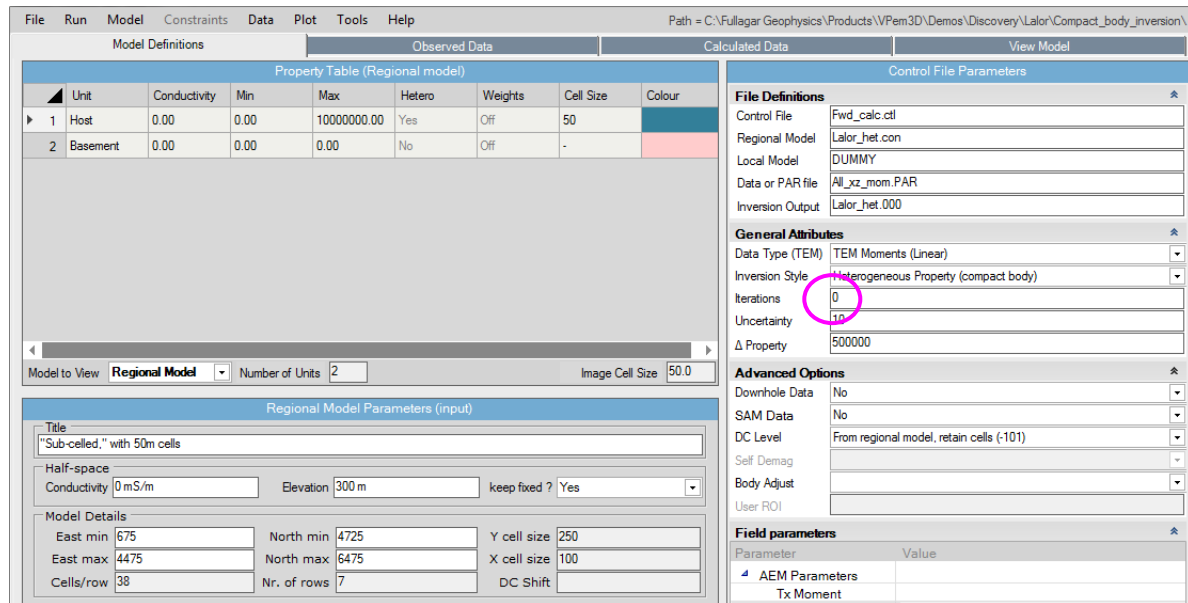 File Run Model Constraints Data Plot Tools Help Path = C:\Fullagar Geophysics\Products\VPem3D\Demos\Discovery\Lalor\Compact_body_inversion\
Model Definitions Observed Data Calculated Data View Model
Property Table (Regional model)
Unit Conductivity Min Max Hetero Weights Cell Size Colour
1 Host 0.00 0.00 10000000.00 Yes Off 50
2 Basement 0.00 0.00 0.00 No Off -
Model to View Regional Model Number of Units 2 Image Cell Size 50.0
Regional Model Parameters (input)
Title
"Sub-celled," with 50m cells
Half-space
Conductivity 0 mS/m Elevation 300 m keep fixed ? Yes
Model Details
East min 675 North min 4725 Y cell size 250
East max 4475 North max 6475 X cell size 100
Cells/row 38 Nr. of rows 7 DC Shift
Control File Parameters
File Definitions
Control File Fwd_calc.ctl
Regional Model Lalor_het.con
Local Model DUMMY
Data or PAR file All_xz_mom.PAR
Inversion Output Lalor_het.000
General Attributes
Data Type (TEM) TEM Moments (Linear)
Inversion Style Heterogeneous Property (compact body)
Iterations 0
Uncertainty 10
Δ Property 500000
Advanced Options
Downhole Data No
SAM Data No
DC Level From regional model, retain cells (-101)
Self Demag
Body Adjust
User ROI
Field parameters
Parameter Value
AEM Parameters
Tx Moment